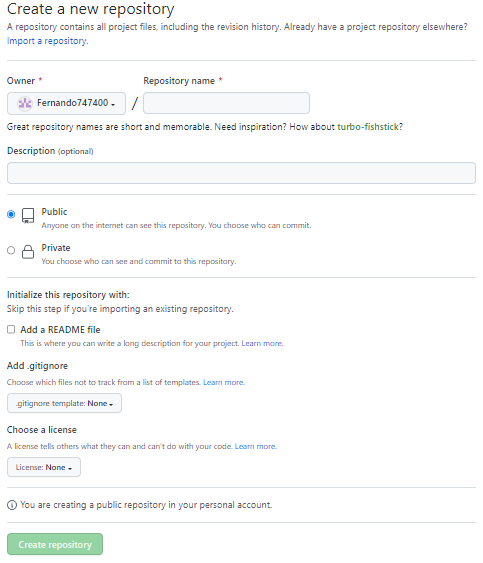 Create a new repository
A repository contains all project files, including the revision history. Already have a project repository elsewhere?
Import a repository.
Owner *
Repository name *
Fernando747400
/
Great repository names are short and memorable. Need inspiration? How about turbo-fishstick?
Description (optional)
Public
Anyone on the internet can see this repository. You choose who can commit.
Private
You choose who can see and commit to this repository.
Initialize this repository with:
Skip this step if you're importing an existing repository.
Add a README file
This is where you can write a long description for your project. Learn more.
Add .gitignore
Choose which files not to track from a list of templates. Learn more.
.gitignore template: None
Choose a license
A license tells others what they can and can't do with your code. Learn more.
License: None
You are creating a public repository in your personal account.
Create repository